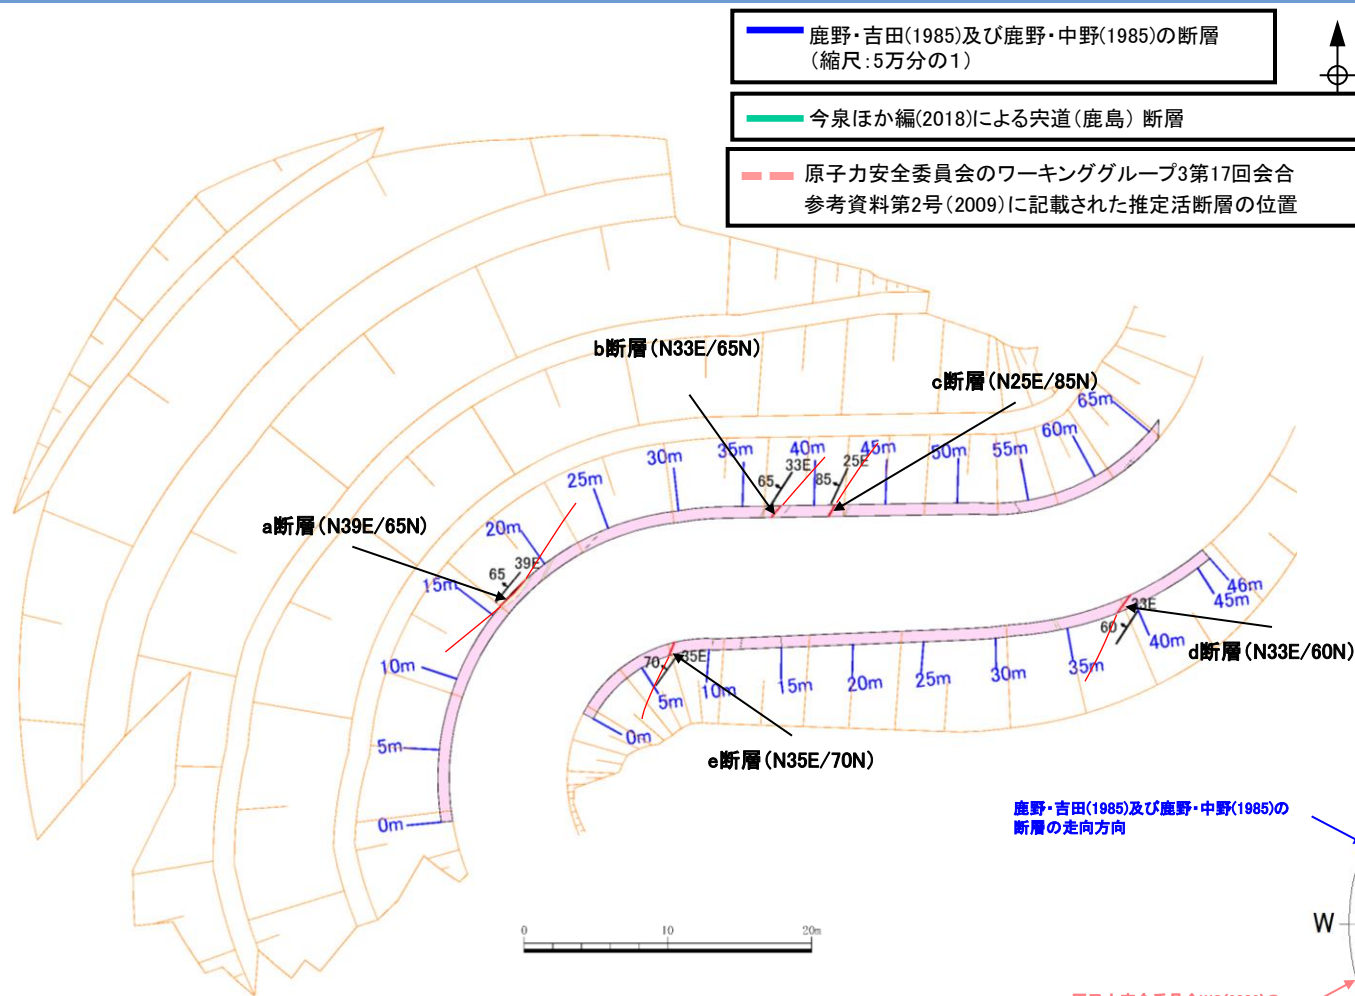 鹿野・吉田(1985)及び鹿野・中野(1985)の断層
(縮尺:5万分の1)
今泉ほか編(2018)による宍道(鹿島) 断層
原子力安全委員会のワーキンググループ3第17回会合
参考資料第2号(2009)に記載された推定活断層の位置
b断層(N33E/65N)
c断層(N25E/85N)
65m
60m
55m
50m
45m
40m
35m
30m
25m
33E
65
25E
85
a断層(N39E/65N)
20m
39E
65
15m
10m
5m
0m
46m
45m
33E
60
40m
d断層(N33E/60N)
35m
30m
25m
20m
15m
10m
35E
70
5m
0m
e断層(N35E/70N)
鹿野・吉田(1985)及び鹿野・中野(1985)の
断層の走向方向
W
0 10 20m